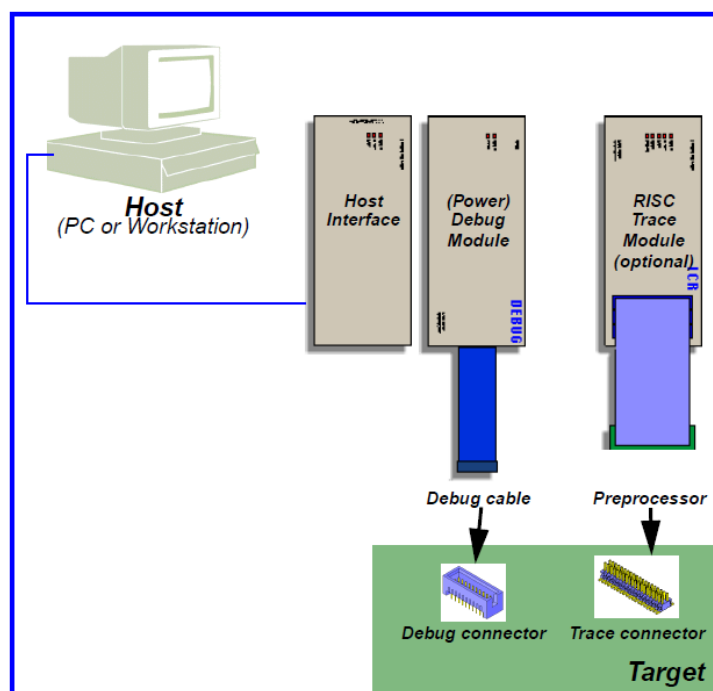 Host
(PC or Workstation)
Host
Interface
(Power)
Debug
Module
DEBUG
RISC
Trace
Module
(optional)
Debug cable
Preprocessor
Debug connector
Trace connector
Target